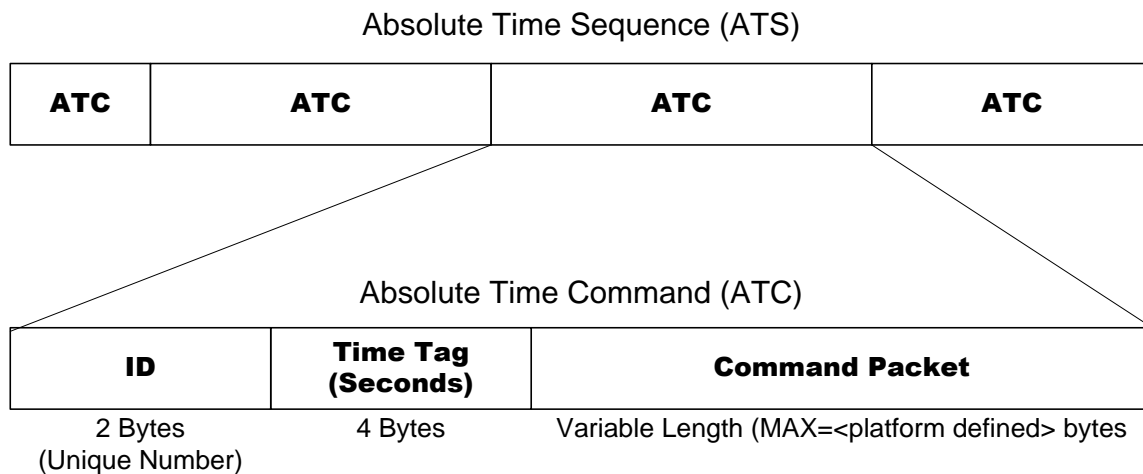 Absolute Time Sequence (ATS)
ATC ATC ATC ATC
Absolute Time Command (ATC)
ID Time Tag (Seconds) Command Packet
2 Bytes (Unique Number) 4 Bytes Variable Length (MAX=<platform defined> bytes